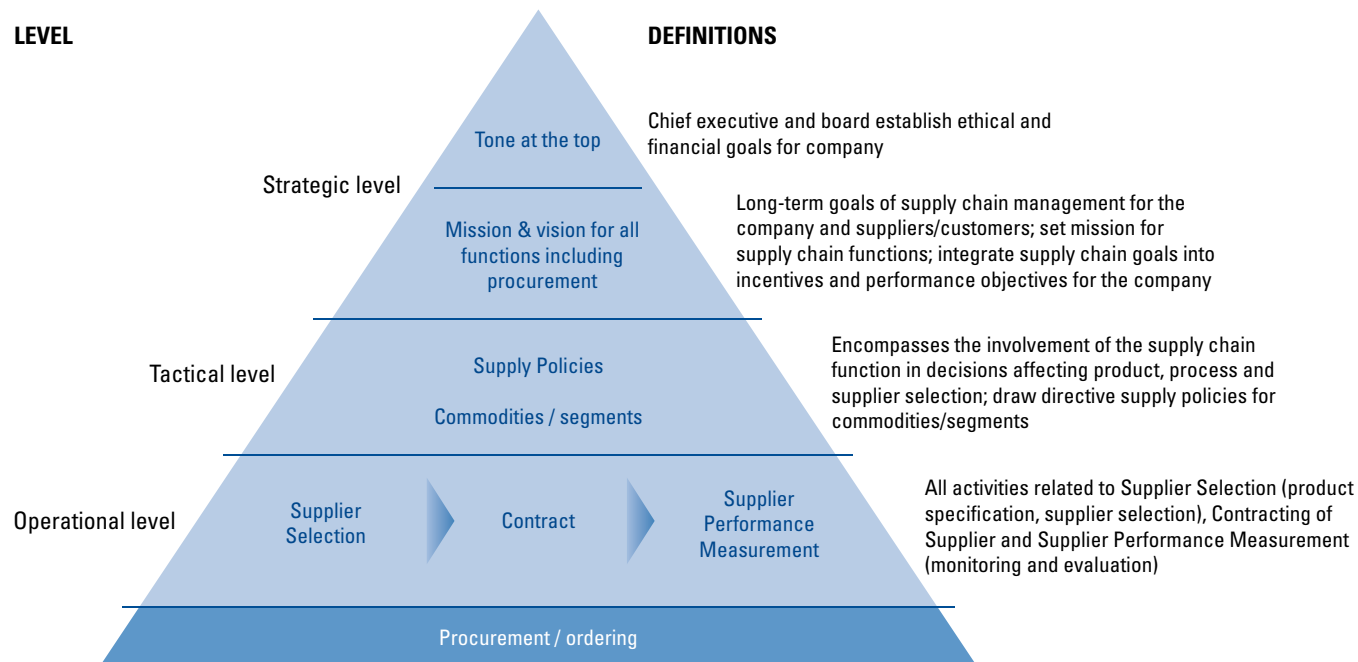 LEVEL
DEFINITIONS
Tone at the top
Chief executive and board establish ethical and
financial goals for company
Strategic level
Mission & vision for all
functions including
procurement
Long-term goals of supply chain management for the
company and suppliers/customers; set mission for
supply chain functions; integrate supply chain goals into
incentives and performance objectives for the company
Tactical level
Supply Policies
Commodities / segments
Encompasses the involvement of the supply chain
function in decisions affecting product, process and
supplier selection; draw directive supply policies for
commodities/segments
Operational level
Supplier
Selection
Contract
Supplier
Performance
Measurement
All activities related to Supplier Selection (product
specification, supplier selection), Contracting of
Supplier and Supplier Performance Measurement
(monitoring and evaluation)
Procurement / ordering